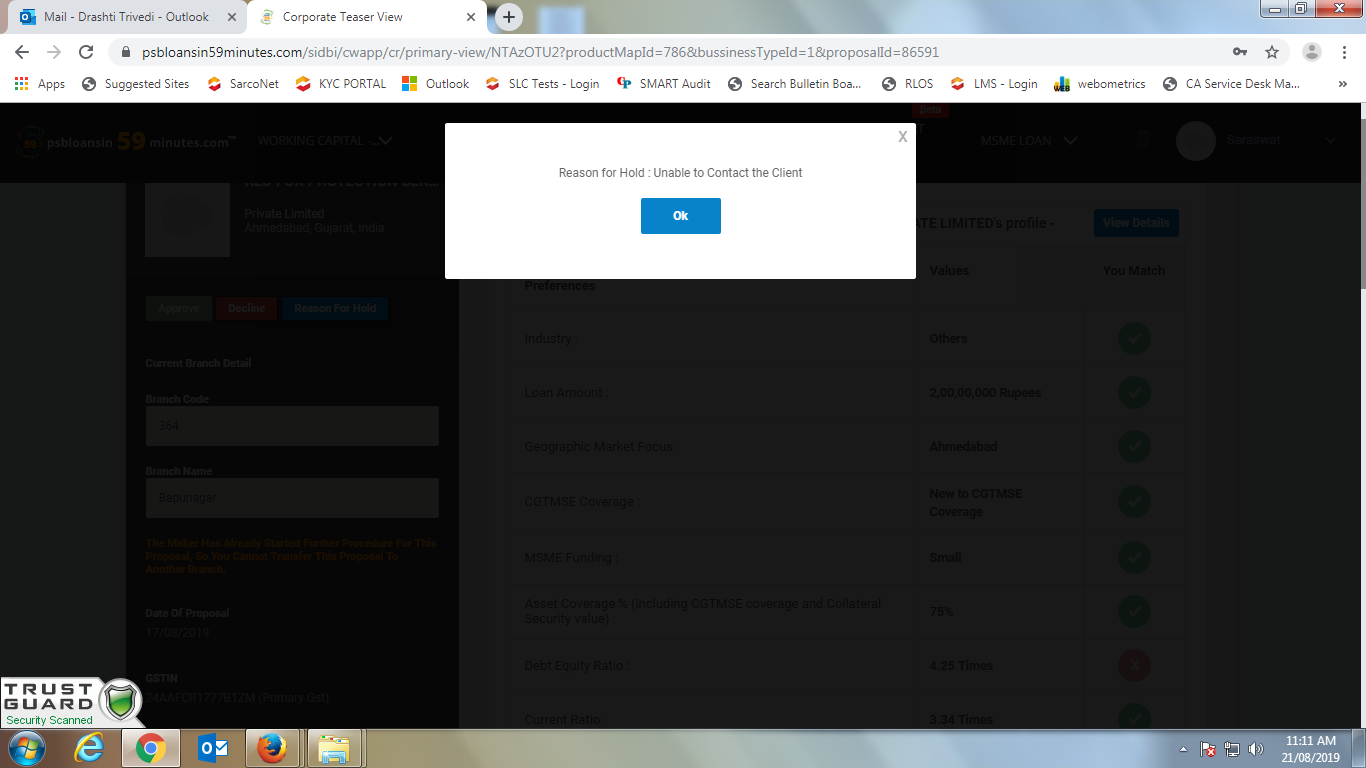 Mail - Drashti Trivedi - Outlook
Corporate Teaser View
psbloansin59minutes.com/sidbi/cwapp/cr/primary-view/NTAzOTU2?productMapId=786&bussinessTypeId=1&proposalId=86591
Apps Suggested Sites SarcoNet KYC PORTAL Outlook SLC Tests - Login SMART Audit Search Bulletin Boa... RLOS LMS - Login webometrics CA Service Desk Ma... »
Beta
psbloansin 59 minutes.com™ WORKING CAPITAL -... MSME LOAN Saraswat
X
Reason for Hold : Unable to Contact the Client
Ok
Private Limited
Ahmedabad, Gujarat, India
Approve Decline Reason For Hold
Current Branch Detail
Branch Code
364
Branch Name
Bapunagar
The Maker Has Already Started Further Procedure For This
Proposal, So You Cannot Transfer This Proposal To
Another Branch.
Date Of Proposal
17/08/2019
GSTIN
24AAFCR1777B1ZM (Primary Gst)
LIMITED's profile - View Details
Preferences Values You Match
Industry : Others
Loan Amount : 2,00,00,000 Rupees
Geographic Market Focus : Ahmedabad
CGTMSE Coverage : New to CGTMSE
Coverage
MSME Funding : Small
Asset Coverage % (including CGTMSE coverage and Collateral
Security value) : 75%
Debt Equity Ratio : 4.25 Times
Current Ratio : 3.34 Times
TRUST
GUARD
Security Scanned
11:11 AM
21/08/2019